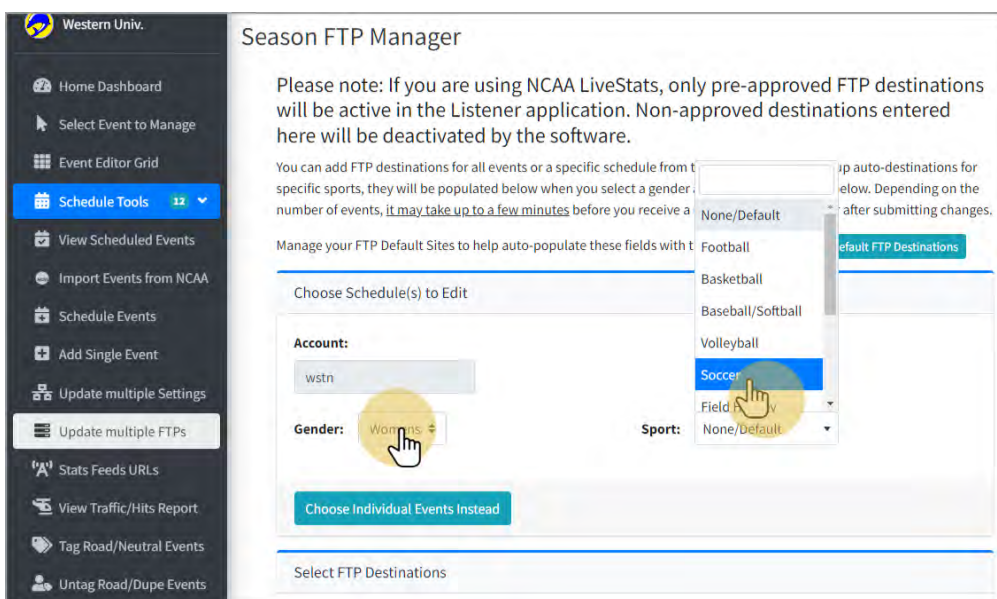 Western Univ.
Home Dashboard
Select Event to Manage
Event Editor Grid
Schedule Tools 12
View Scheduled Events
Import Events from NCAA
Schedule Events
Add Single Event
Update multiple Settings
Update multiple FTPs
Stats Feeds URLs
View Traffic/Hits Report
Tag Road/Neutral Events
Untag Road/Dupe Events
Season FTP Manager
Please note: If you are using NCAA LiveStats, only pre-approved FTP destinations
will be active in the Listener application. Non-approved destinations entered
here will be deactivated by the software.
You can add FTP destinations for all events or a specific schedule from up auto-destinations for
specific sports, they will be populated below when you select a gender elow. Depending on the
number of events, it may take up to a few minutes before you receive a after submitting changes.
Manage your FTP Default Sites to help auto-populate these fields with efault FTP Destinations
None/Default
Football
Basketball
Baseball/Softball
Volleyball
Soccer
Field
Choose Schedule(s) to Edit
Account:
wstn
Gender: Womens
Sport: None/Default
Choose Individual Events Instead
Select FTP Destinations